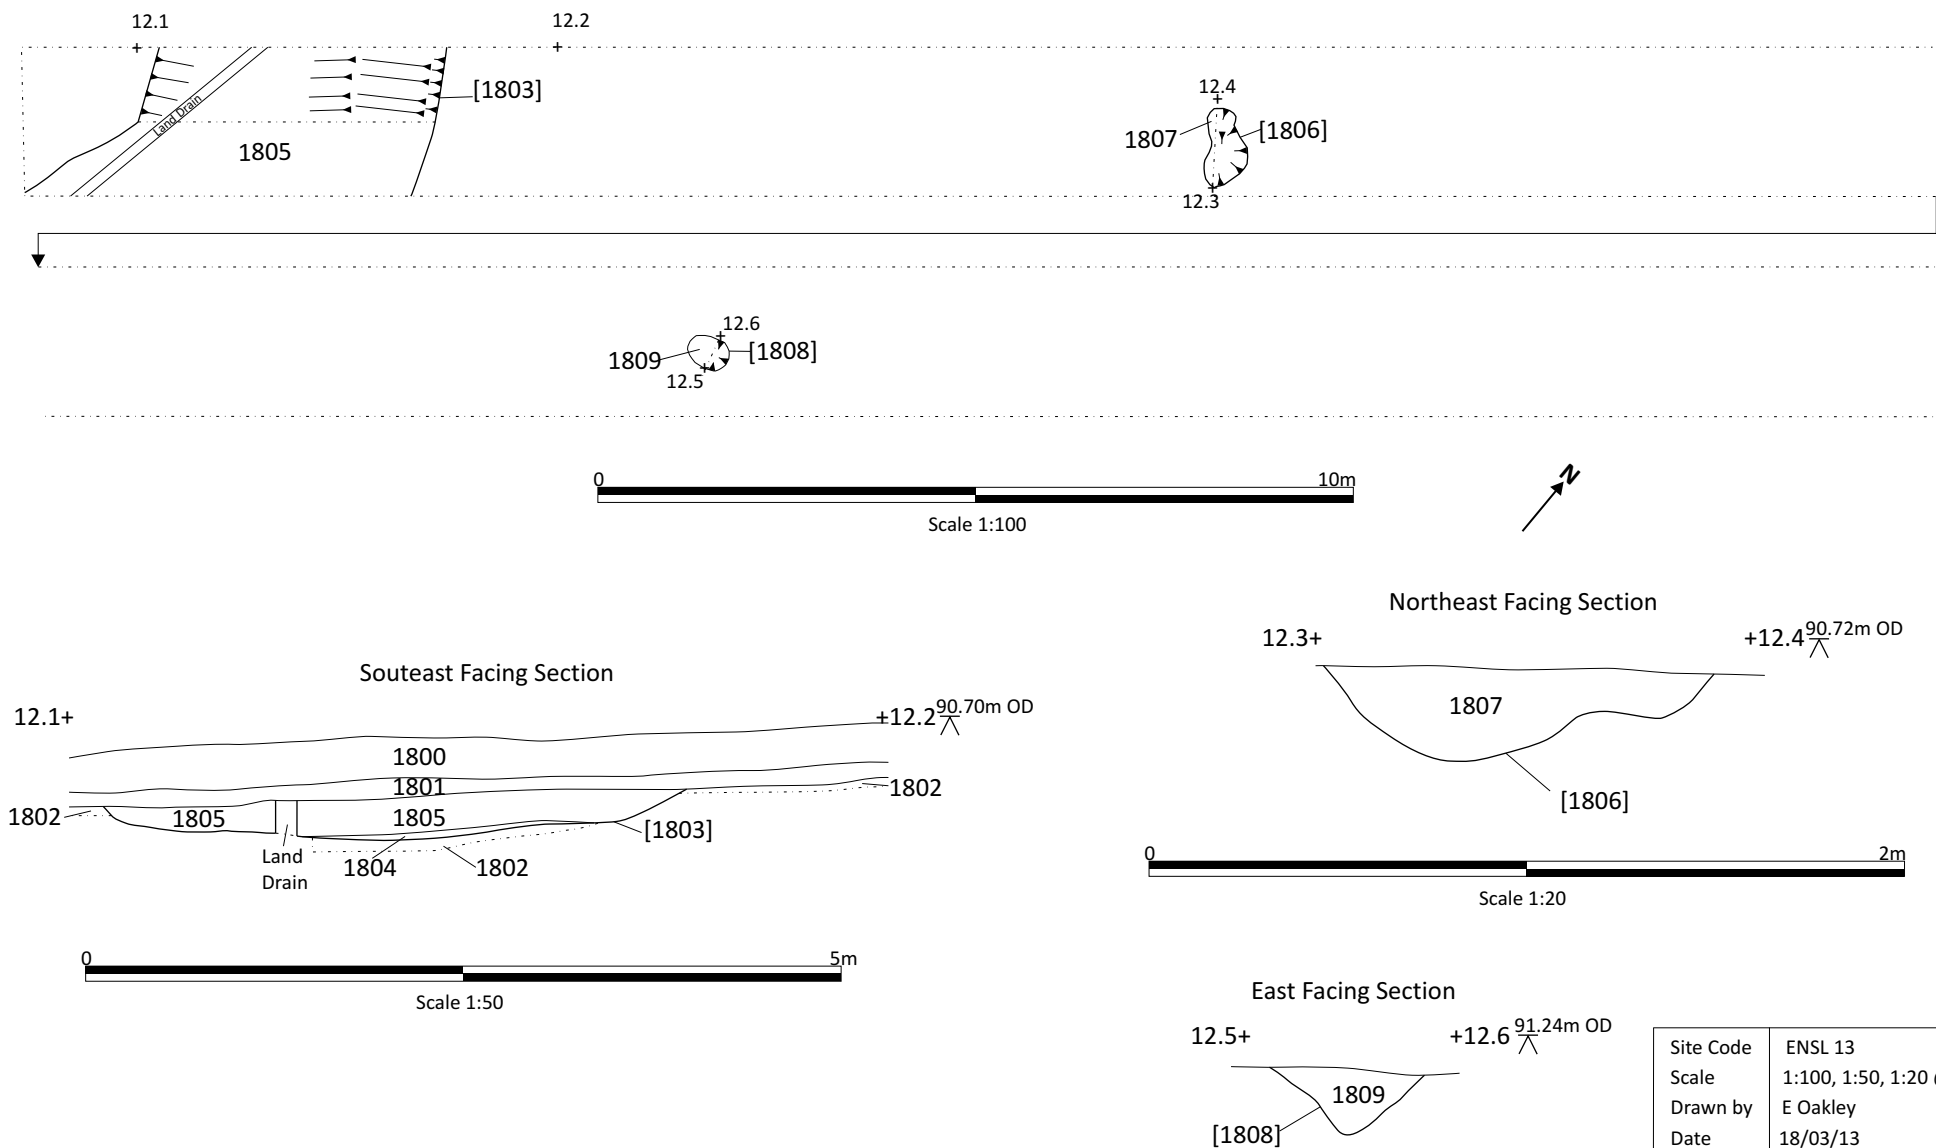 12.1
12.2
[1803]
Land Drain
1805
12.4
1807
[1806]
12.3
12.6
1809
[1808]
12.5
0 10m
Scale 1:100
N
Northeast Facing Section
12.3+ +12.4 90.72m OD
1807
[1806]
0 2m
Scale 1:20
Souteast Facing Section
12.1+ +12.2 90.70m OD
1800
1801
1802
1802
1805
1805
[1803]
Land
Drain
1804
1802
0 5m
Scale 1:50
East Facing Section
12.5+ +12.6 91.24m OD
1809
[1808]
Site Code ENSL 13
Scale 1:100, 1:50, 1:20
Drawn by E Oakley
Date 18/03/13